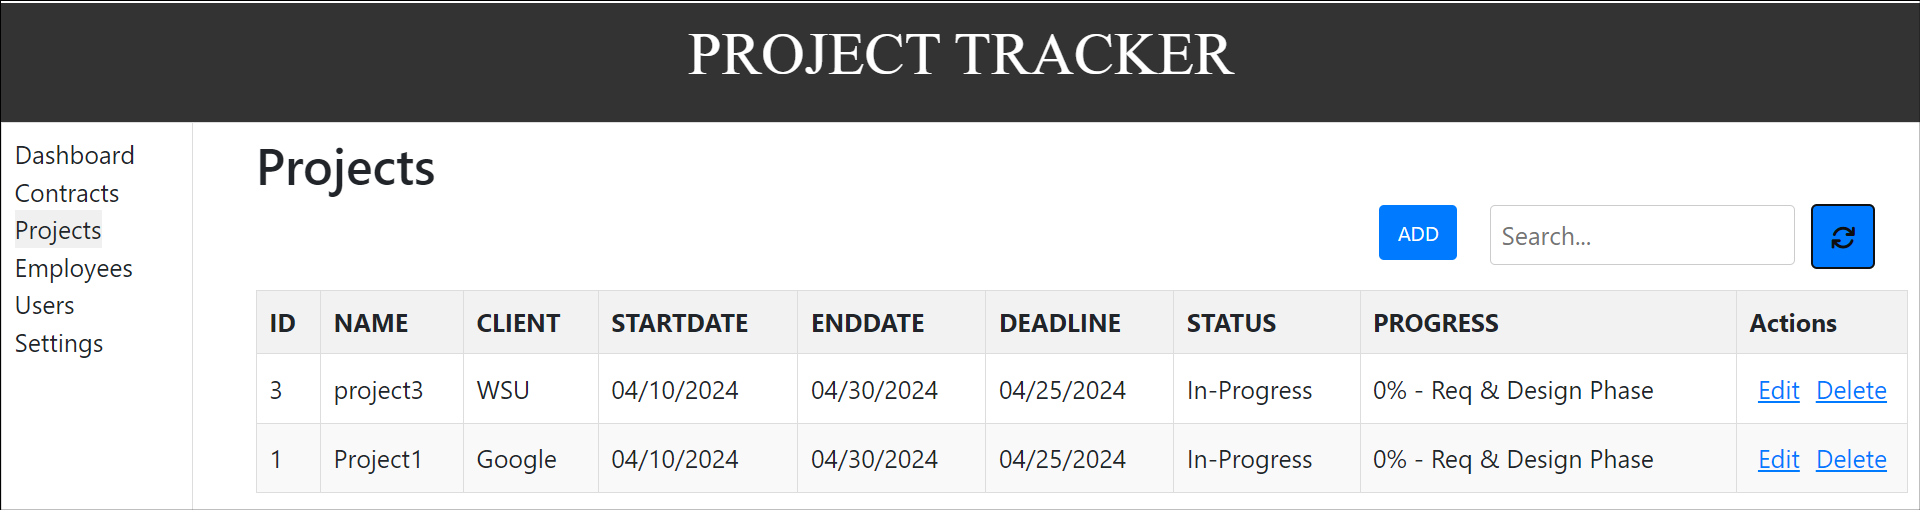 PROJECT TRACKER
Dashboard
Contracts
Projects
Employees
Users
Settings
Projects
ADD Search...
ID NAME CLIENT STARTDATE ENDDATE DEADLINE STATUS PROGRESS Actions
3 project3 WSU 04/10/2024 04/30/2024 04/25/2024 In-Progress 0% - Req & Design Phase Edit Delete
1 Project1 Google 04/10/2024 04/30/2024 04/25/2024 In-Progress 0% - Req & Design Phase Edit Delete